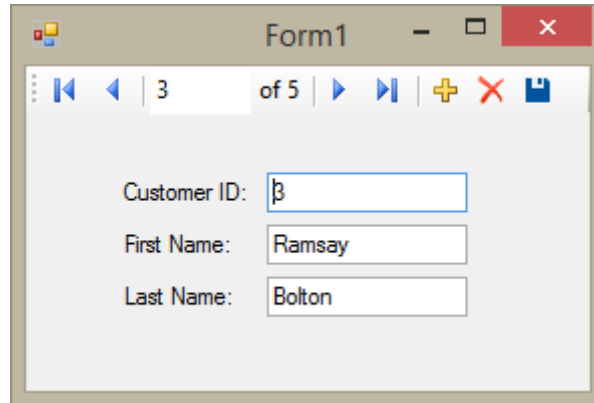 Form1
3 of 5
Customer ID: 3
First Name: Ramsay
Last Name: Bolton